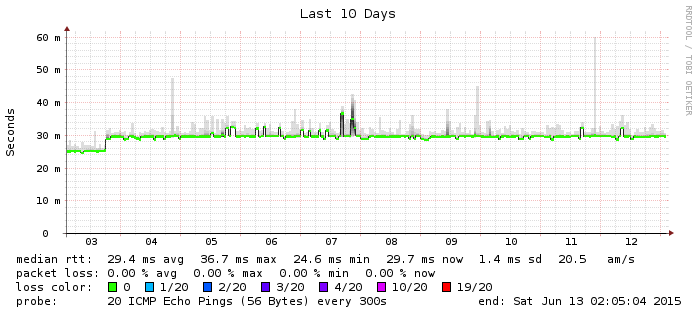 Last 10 Days
RRDTOOL / TOBI OETIKER
Seconds
60 m
50 m
40 m
30 m
20 m
10 m
0
03 04 05 06 07 08 09 10 11 12
median rtt: 29.4 ms avg 36.7 ms max 24.6 ms min 29.7 ms now 1.4 ms sd 20.5 am/s
packet loss: 0.00 % avg 0.00 % max 0.00 % min 0.00 % now
loss color: 0 1/20 2/20 3/20 4/20 10/20 19/20
probe: 20 ICMP Echo Pings (56 Bytes) every 300s end: Sat Jun 13 02:05:04 2015